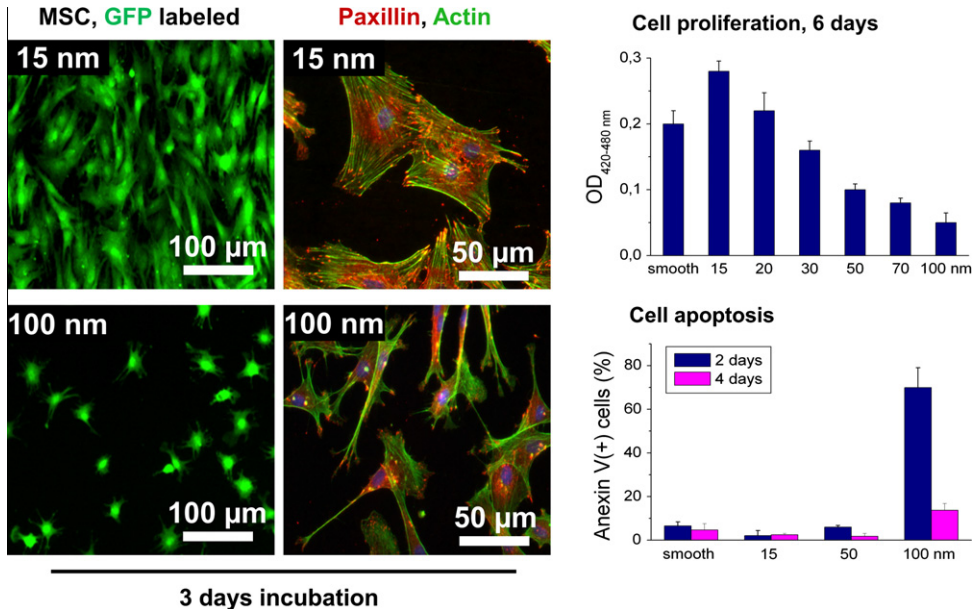 MSC, GFP labeled
Paxillin, Actin
15 nm
100 µm
15 nm
50 µm
100 nm
100 µm
100 nm
50 µm
3 days incubation
Cell proliferation, 6 days
0,3
0,2
0,1
0,0
OD420-480 nm
smooth 15 20 30 50 70 100 nm
Cell apoptosis
2 days
4 days
80
60
40
20
0
Anexin V(+) cells (%)
smooth 15 50 100 nm